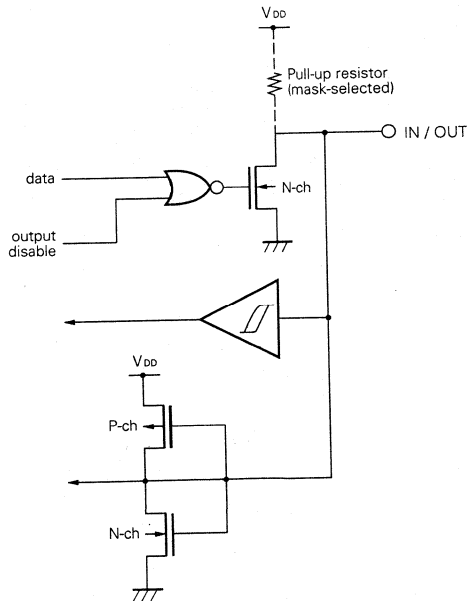 VDD
Pull-up resistor
(mask-selected)
IN / OUT
data
N-ch
output
disable
VDD
P-ch
N-ch